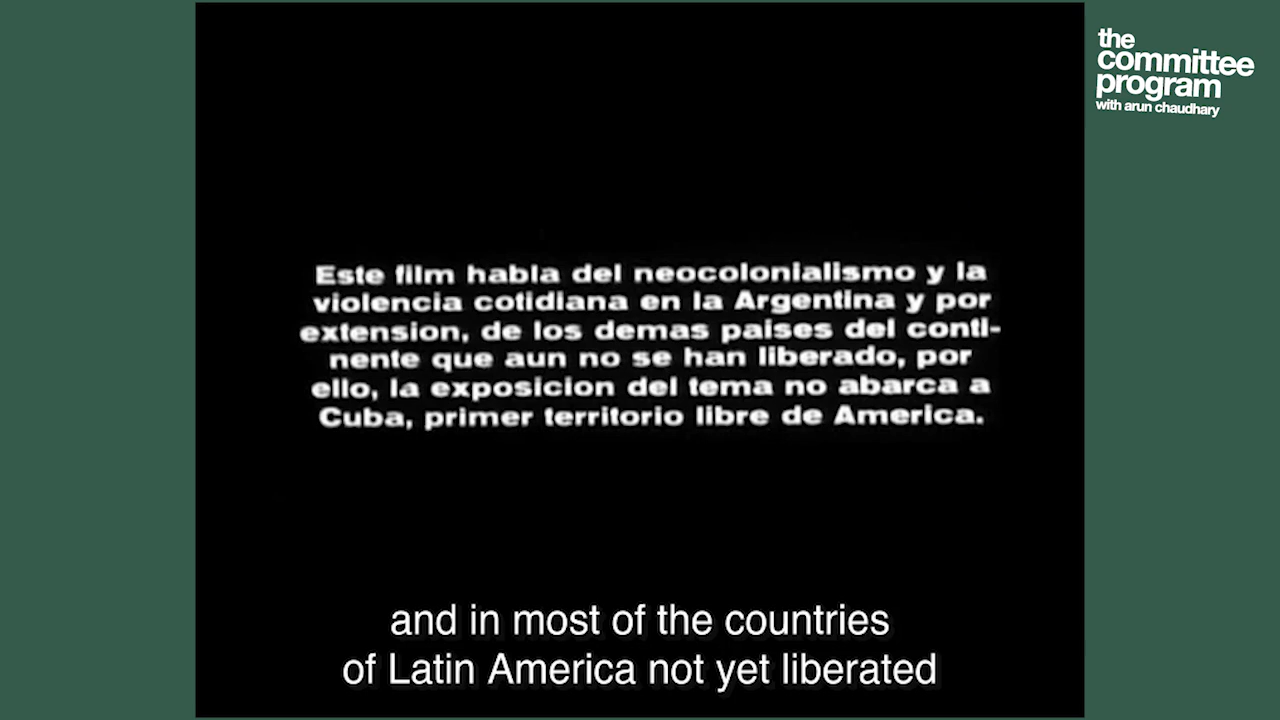 the
committee
program
with arun chaudhary
Este film habla del neocolonialismo y la
violencia cotidiana en la Argentina y por
extension, de los demas paises del conti-
nente que aun no se han liberado, por
ello, la exposicion del tema no abarca a
Cuba, primer territorio libre de America.
and in most of the countries
of Latin America not yet liberated